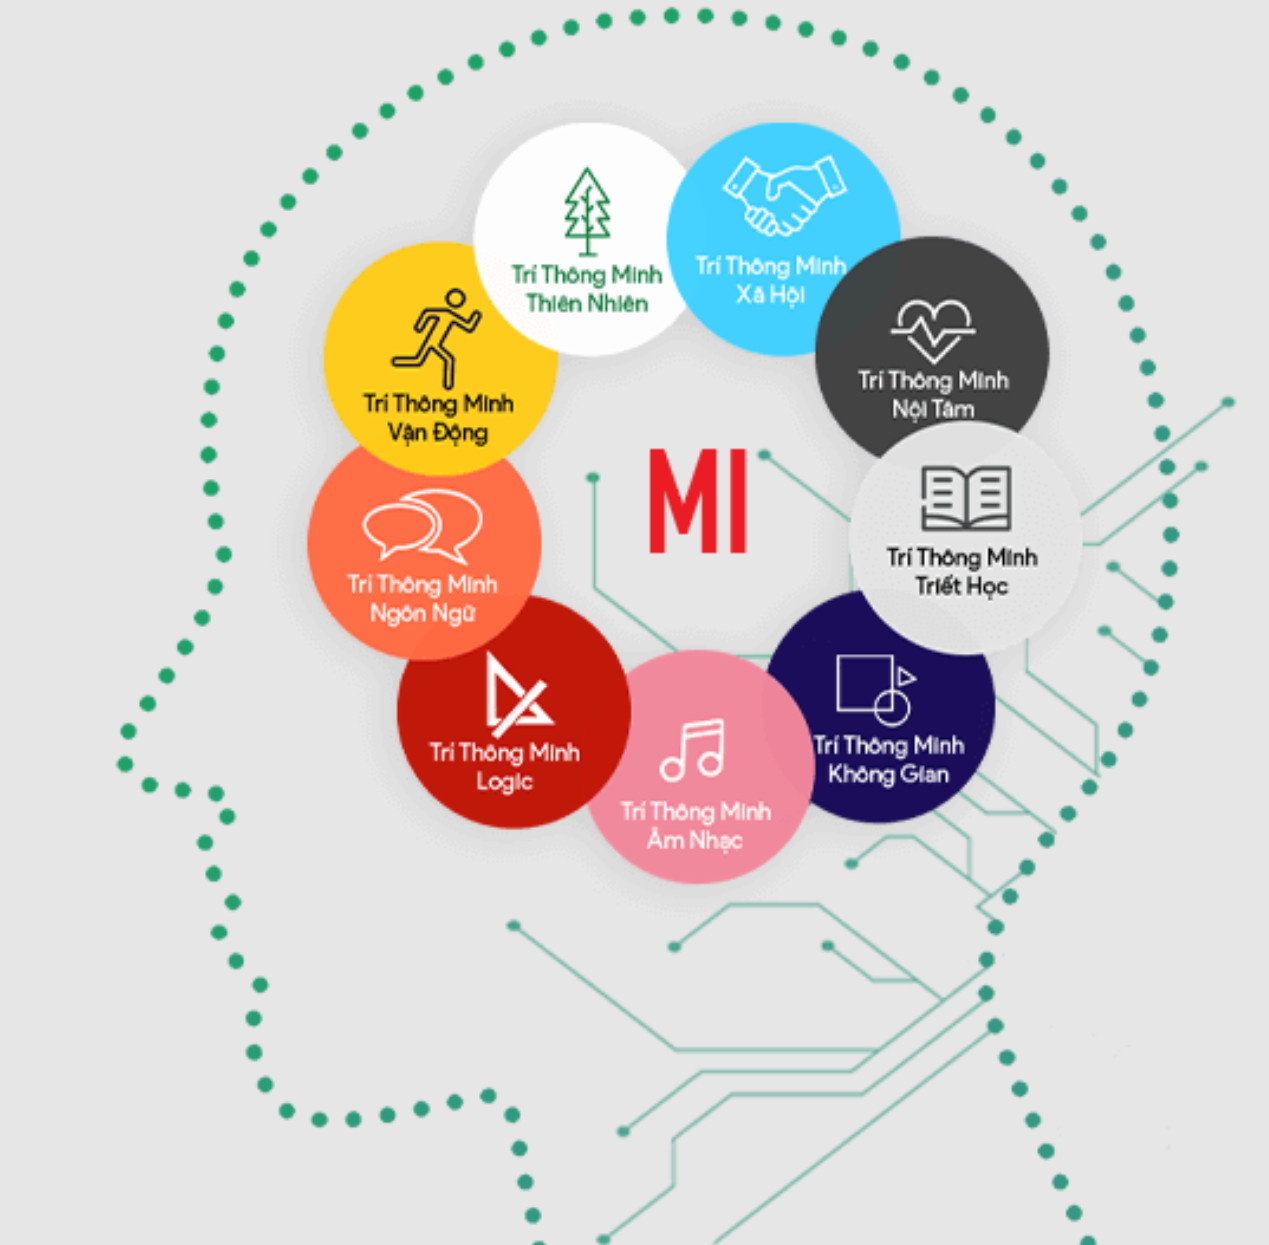 Trí Thông Minh
Thiên Nhiên
Trí Thông Minh
Xã Hội
Trí Thông Minh
Nội Tâm
Trí Thông Minh
Vận Động
MI
Trí Thông Minh
Triết Học
Trí Thông Minh
Ngôn Ngữ
Trí Thông Minh
Không Gian
Trí Thông Minh
Logic
Trí Thông Minh
Âm Nhạc